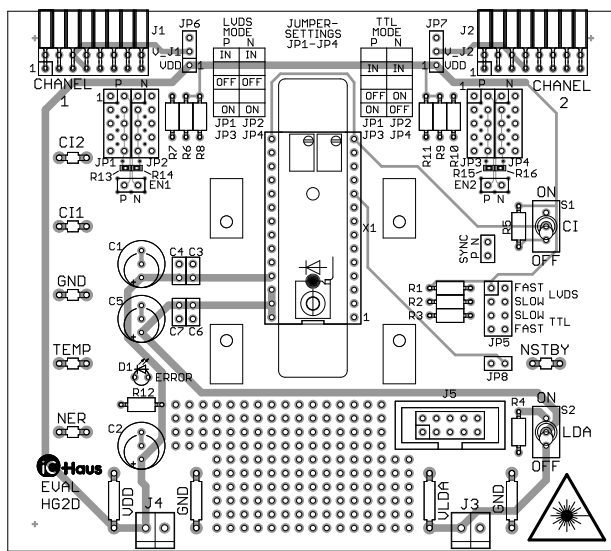 J1
JP6
LVDS MODE
JUMPER-SETTINGS JP1-JP4
TTL MODE
JP7
J2
V_J1
V_J2
VDD
VDD
P N
P N
IN IN
IN IN
OFF OFF
OFF OFF
ON ON
ON ON
JP1 JP2
JP3 JP4
JP1 JP2
JP3 JP4
1
1
1
1
CHANEL 1
CHANEL 2
P N
P N
1
1
R7
R6
R8
R11
R9
R10
JP1
JP2
JP3
JP4
R13
R14
R15
R16
EN1
EN2
P N
P N
CI2
CI1
GND
TEMP
NER
X1
1
ON
S1
R5
CI
OFF
SYNC
P N
C1
C4 C3
C5
C7 C6
R1
R2
R3
FAST
SLOW
SLOW
FAST
LVDS
TTL
JP5
JP8
NSTBY
D1
ERROR
R12
C2
J5
R4
ON
S2
LDA
OFF
iC Haus
EVAL
HG2D
VDD
J4
GND
VLDA
J3
GND